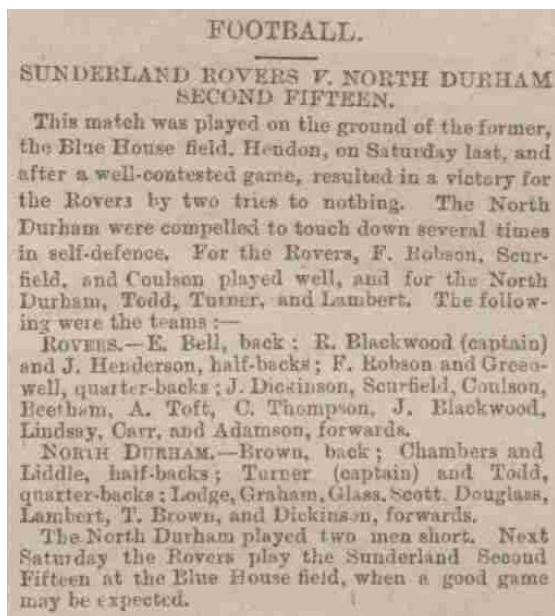 FOOTBALL.
SUNDERLAND ROVERS V. NORTH DURHAM
SECOND FIFTEEN.
This match was played on the ground of the former,
the Blue House field, Hendon, on Saturday last, and
after a well-contested game, resulted in a victory for
the Rovers by two tries to nothing. The North
Durham were compelled to touch down several times
in self-defence. For the Rovers, F. Robson, Scur-
field, and Coulson played well, and for the North
Durham, Todd, Turner, and Lambert. The follow-
ing were the teams :—
ROVERS.—E. Bell, back ; R. Blackwood (captain)
and J. Henderson, half-backs ; F. Robson and Green-
well, quarter-backs ; J. Dickinson, Scurfield, Coulson,
Beetham, A. Toft, C. Thompson, J. Blackwood,
Lindsay, Carr, and Adamson, forwards.
NORTH DURHAM.—Brown, back ; Chambers and
Liddle, half-backs ; Turner (captain) and Todd,
quarter-backs ; Lodge, Graham, Glass, Scott. Douglass,
Lambert, T. Brown, and Dickinson, forwards.
The North Durham played two men short. Next
Saturday the Rovers play the Sunderland Second
Fifteen at the Blue House field, when a good game
may be expected.